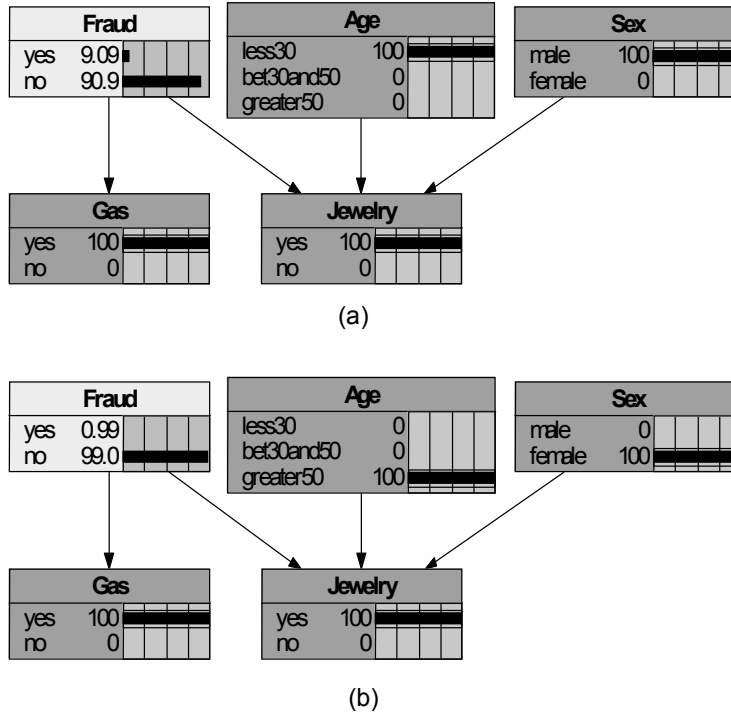 Fraud
yes 9.09
no 90.9
Age
less30 100
bet30and50 0
greater50 0
Sex
male 100
female 0
Gas
yes 100
no 0
Jewelry
yes 100
no 0
(a)
Fraud
yes 0.99
no 99.0
Age
less30 0
bet30and50 0
greater50 100
Sex
male 0
female 100
Gas
yes 100
no 0
Jewelry
yes 100
no 0
(b)